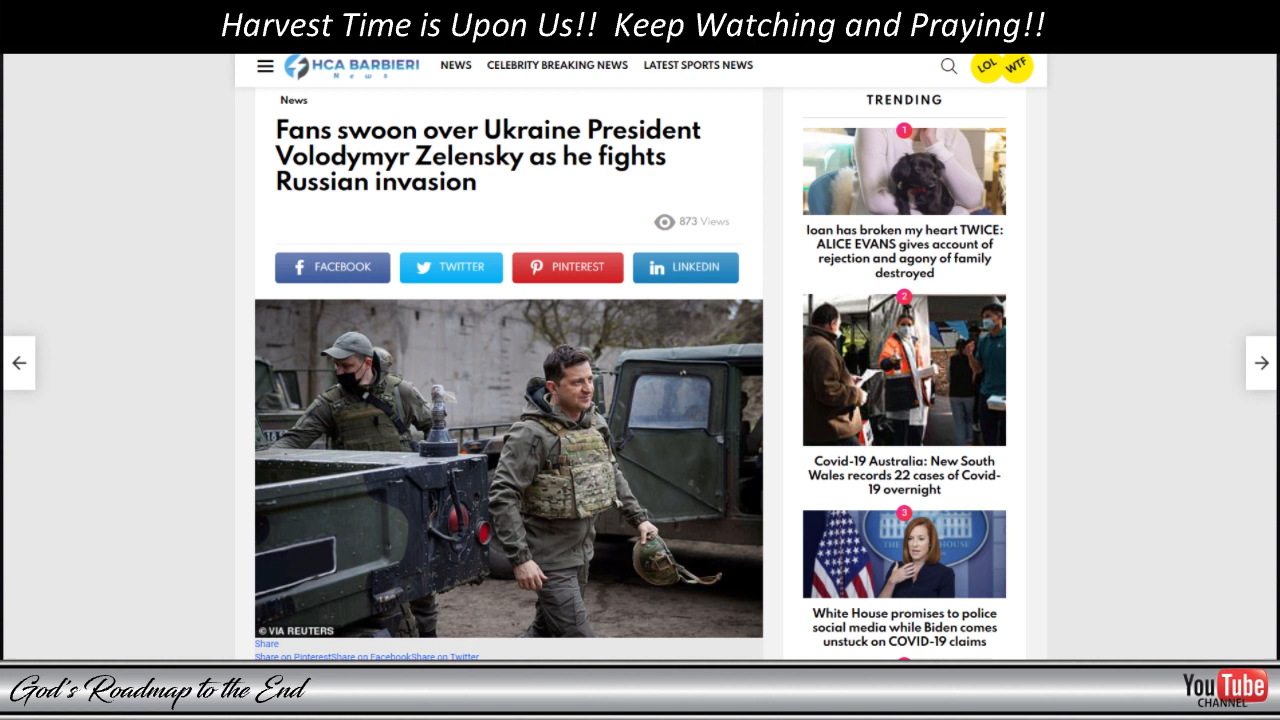 Harvest Time is Upon Us!! Keep Watching and Praying!!
HCA BARBIERI
News
NEWS
CELEBRITY BREAKING NEWS
LATEST SPORTS NEWS
LOL
WTF
News
Fans swoon over Ukraine President
Volodymyr Zelensky as he fights
Russian invasion
873 Views
FACEBOOK
TWITTER
PINTEREST
LINKEDIN
© VIA REUTERS
Share
Share on PinterestShare on FacebookShare on Twitter
TRENDING
1
Ioan has broken my heart TWICE:
ALICE EVANS gives account of
rejection and agony of family
destroyed
2
Covid-19 Australia: New South
Wales records 22 cases of Covid-
19 overnight
3
White House promises to police
social media while Biden comes
unstuck on COVID-19 claims
God's Roadmap to the End
YouTube
CHANNEL